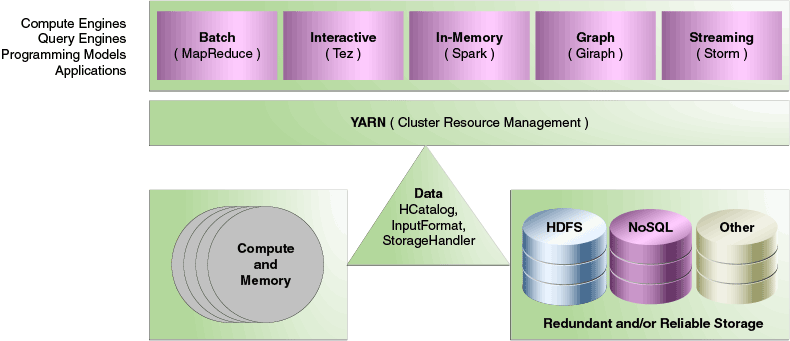 Compute Engines
Query Engines
Programming Models
Applications
Batch
( MapReduce )
Interactive
( Tez )
In-Memory
( Spark )
Graph
( Giraph )
Streaming
( Storm )
YARN ( Cluster Resource Management )
Data
HCatalog,
InputFormat,
StorageHandler
Compute
and
Memory
HDFS
NoSQL
Other
Redundant and/or Reliable Storage